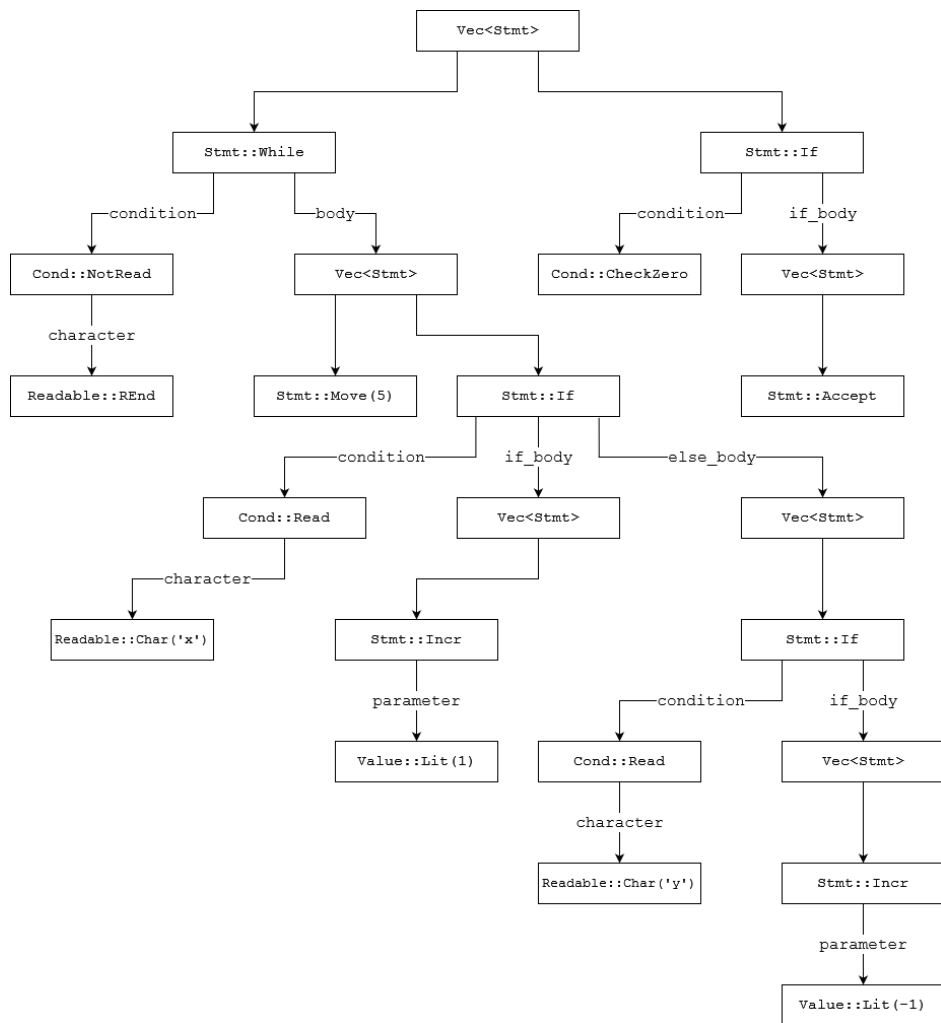 Vec<Stmt>
Stmt::While
Stmt::If
condition
body
condition
if_body
Cond::NotRead
Vec<Stmt>
Cond::CheckZero
Vec<Stmt>
character
Readable::REnd
Stmt::Move(5)
Stmt::If
Stmt::Accept
condition
if_body
else_body
Cond::Read
Vec<Stmt>
Vec<Stmt>
character
Readable::Char('x')
Stmt::Incr
Stmt::If
parameter
condition
if_body
Value::Lit(1)
Cond::Read
Vec<Stmt>
character
Readable::Char('y')
Stmt::Incr
parameter
Value::Lit(-1)